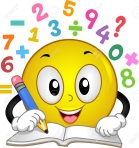 2 5 9 ?
- 1 ÷ 4 8
7 + 3 × 0
= 6